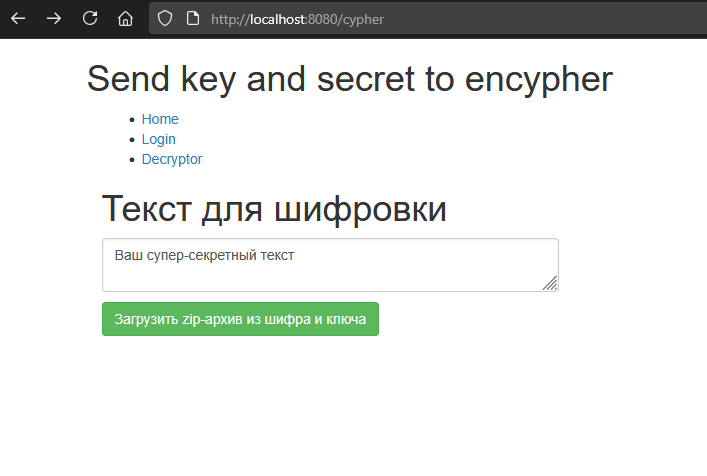 http://localhost:8080/cypher
Send key and secret to encypher
Home
Login
Decryptor
Текст для шифровки
Ваш супер-секретный текст
Загрузить zip-архив из шифра и ключа